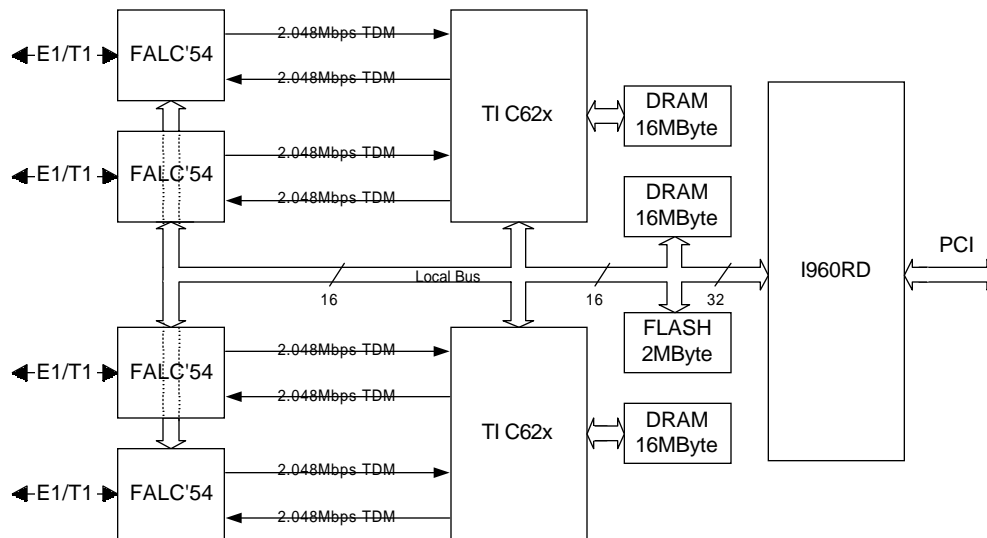 E1/T1
FALC'54
2.048Mbps TDM
2.048Mbps TDM
E1/T1
FALC'54
2.048Mbps TDM
2.048Mbps TDM
TI C62x
DRAM
16MByte
DRAM
16MByte
Local Bus
16
16
32
I960RD
PCI
FLASH
2MByte
E1/T1
FALC'54
2.048Mbps TDM
2.048Mbps TDM
E1/T1
FALC'54
2.048Mbps TDM
2.048Mbps TDM
TI C62x
DRAM
16MByte